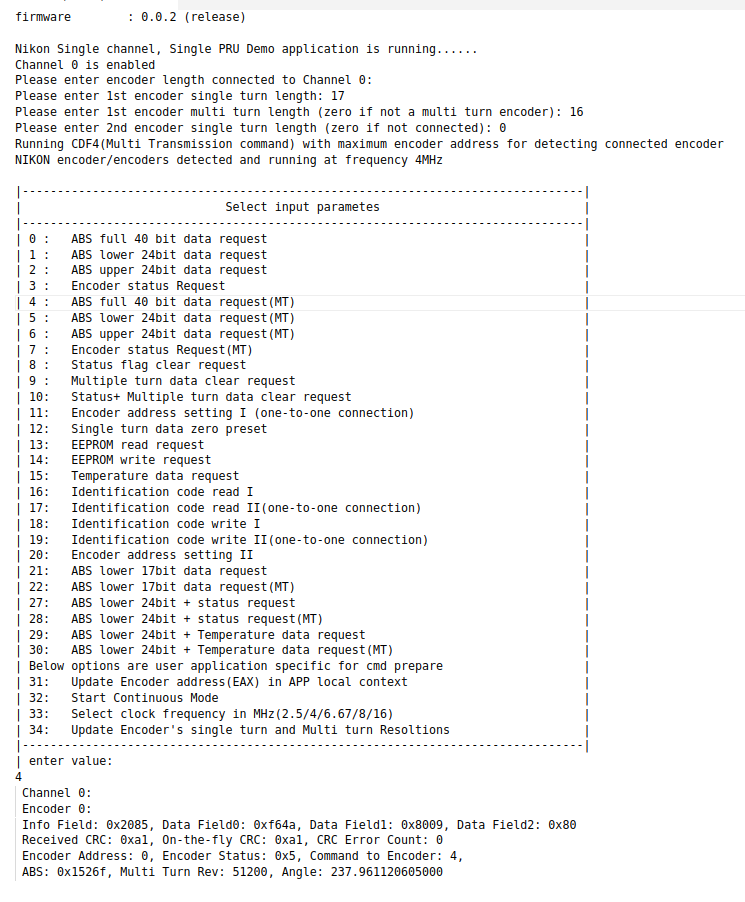 firmware        : 0.0.2 (release)
Nikon Single channel, Single PRU Demo application is running......
Channel 0 is enabled
Please enter encoder length connected to Channel 0:
Please enter 1st encoder single turn length: 17
Please enter 1st encoder multi turn length (zero if not a multi turn encoder): 16
Please enter 2nd encoder single turn length (zero if not connected): 0
Running CDF4(Multi Transmission command) with maximum encoder address for detecting connected encoder
NIKON encoder/encoders detected and running at frequency 4MHz
|--------------------------------------------------------------------------------|
|                             Select input parametes                             |
|--------------------------------------------------------------------------------|
| 0 :   ABS full 40 bit data request                                             |
| 1 :   ABS lower 24bit data request                                             |
| 2 :   ABS upper 24bit data request                                             |
| 3 :   Encoder status Request                                                   |
| 4 :   ABS full 40 bit data request(MT)                                         |
| 5 :   ABS lower 24bit data request(MT)                                         |
| 6 :   ABS upper 24bit data request(MT)                                         |
| 7 :   Encoder status Request(MT)                                               |
| 8 :   Status flag clear request                                                |
| 9 :   Multiple turn data clear request                                         |
| 10:   Status+ Multiple turn data clear request                                 |
| 11:   Encoder address setting I (one-to-one connection)                        |
| 12:   Single turn data zero preset                                             |
| 13:   EEPROM read request                                                      |
| 14:   EEPROM write request                                                     |
| 15:   Temperature data request                                                 |
| 16:   Identification code read I                                               |
| 17:   Identification code read II(one-to-one connection)                       |
| 18:   Identification code write I                                              |
| 19:   Identification code write II(one-to-one connection)                      |
| 20:   Encoder address setting II                                               |
| 21:   ABS lower 17bit data request                                             |
| 22:   ABS lower 17bit data request(MT)                                         |
| 27:   ABS lower 24bit + status request                                         |
| 28:   ABS lower 24bit + status request(MT)                                     |
| 29:   ABS lower 24bit + Temperature data request                               |
| 30:   ABS lower 24bit + Temperature data request(MT)                           |
| Below options are user application specific for cmd prepare                    |
| 31:   Update Encoder address(EAX) in APP local context                         |
| 32:   Start Continuous Mode                                                    |
| 33:   Select clock frequency in MHz(2.5/4/6.67/8/16)                           |
| 34:   Update Encoder's single turn and Multi turn Resoltions                   |
|--------------------------------------------------------------------------------|
| enter value:
4
Channel 0:
Encoder 0:
Info Field: 0x2085, Data Field0: 0xf64a, Data Field1: 0x8009, Data Field2: 0x80
Received CRC: 0xa1, On-the-fly CRC: 0xa1, CRC Error Count: 0
Encoder Address: 0, Encoder Status: 0x5, Command to Encoder: 4,
ABS: 0x1526f, Multi Turn Rev: 51200, Angle: 237.961120605000